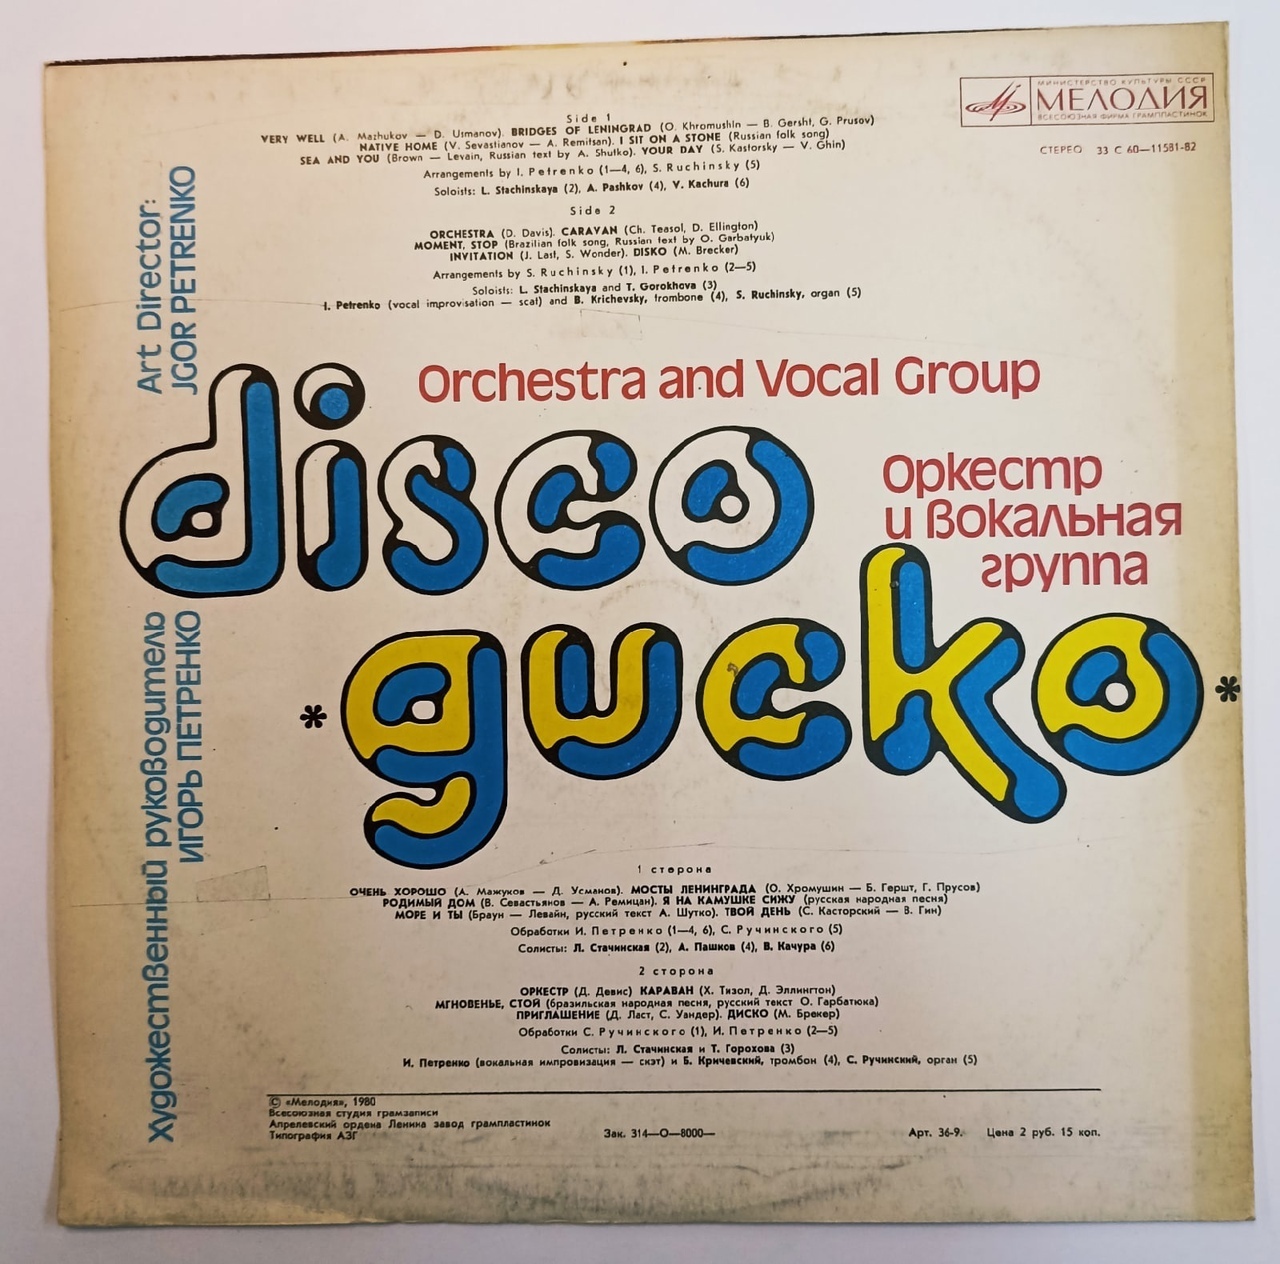 МИНИСТЕРСТВО КУЛЬТУРЫ СССР
МЕЛОДИЯ
ВСЕСОЮЗНАЯ ФИРМА ГРАМПЛАСТИНОК
СТЕРЕО 33 С 60—11581-82
Side 1
VERY WELL (A. Mazhukov — D. Usmanov). BRIDGES OF LENINGRAD (O. Khromushin — B. Gersht, G. Prusov)
NATIVE HOME (V. Sevastianov — A. Remitsan). I SIT ON A STONE (Russian folk song)
SEA AND YOU (Brown — Levain, Russian text by A. Shutko). YOUR DAY (S. Kastorsky — V. Ghin)
Arrangements by I. Petrenko (1—4, 6), S. Ruchinsky (5)
Soloists: L. Stachinskaya (2), A. Pashkov (4), V. Kachura (6)
Side 2
ORCHESTRA (D. Davis). CARAVAN (Ch. Teasol, D. Ellington)
MOMENT, STOP (Brazilian folk song, Russian text by O. Garbatyuk)
INVITATION (J. Last, S. Wonder). DISKO (M. Brecker)
Arrangements by S. Ruchinsky (1), I. Petrenko (2—5)
Soloists: L. Stachinskaya and T. Gorokhova (3)
I. Petrenko (vocal improvisation — scat) and B. Krichevsky, trombone (4), S. Ruchinsky, organ (5)
Art Director:
JGOR PETRENKO
Orchestra and Vocal Group
disco
Оркестр
и вокальная
группа
*gucko*
Художественный руководитель
ИГОРЬ ПЕТРЕНКО
1 сторона
ОЧЕНЬ ХОРОШО (А. Мажуков — Д. Усманов). МОСТЫ ЛЕНИНГРАДА (О. Хромушин — Б. Гершт, Г. Прусов)
РОДИМЫЙ ДОМ (В. Севастьянов — А. Ремицан). Я НА КАМУШКЕ СИЖУ (русская народная песня)
МОРЕ И ТЫ (Браун — Левайн, русский текст А. Шутко). ТВОЙ ДЕНЬ (С. Касторский — В. Гин)
Обработки И. Петренко (1—4, 6), С. Ручинского (5)
Солисты: Л. Стачинская (2), А. Пашков (4), В. Качура (6)
2 сторона
ОРКЕСТР (Д. Девис) КАРАВАН (Х. Тизол, Д. Эллингтон)
МГНОВЕНЬЕ, СТОЙ (бразильская народная песня, русский текст О. Гарбатюка)
ПРИГЛАШЕНИЕ (Д. Ласт, С. Уандер). ДИСКО (М. Брекер)
Обработки С. Ручинского (1), И. Петренко (2—5)
Солисты: Л. Стачинская и Т. Горохова (3)
И. Петренко (вокальная импровизация — скэт) и Б. Кричевский, тромбон (4), С. Ручинский, орган (5)
© «Мелодия», 1980
Всесоюзная студия грамзаписи
Апрелевский ордена Ленина завод грампластинок
Типография АЗГ
Зак. 314—О—8000—
Арт. 36-9. Цена 2 руб. 15 коп.